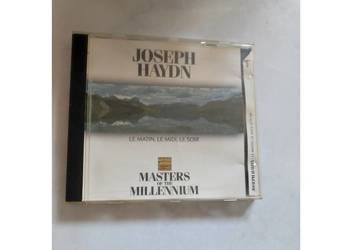 JOSEPH
HAYDN
LE MATIN, LE MIDI, LE SOIR
MASTERS
OF THE
MILLENNIUM